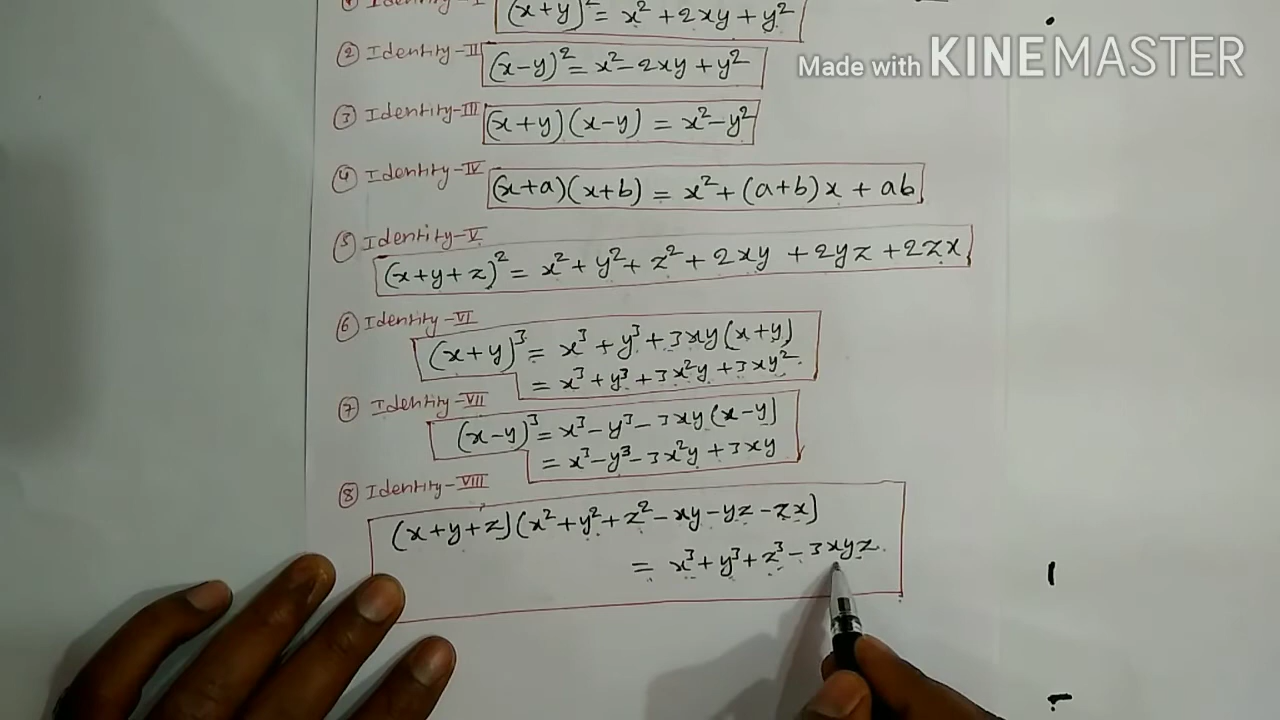 ① Identity-I (x+y)² = x² + 2xy + y²
Made with KINEMASTER
② Identity-II (x-y)² = x² - 2xy + y²
③ Identity-III (x+y)(x-y) = x² - y²
④ Identity-IV (x+a)(x+b) = x² + (a+b)x + ab
⑤ Identity-V
(x+y+z)² = x² + y² + z² + 2xy + 2yz + 2zx
⑥ Identity-VI
(x+y)³ = x³ + y³ + 3xy(x+y)
= x³ + y³ + 3x²y + 3xy²
⑦ Identity-VII
(x-y)³ = x³ - y³ - 3xy(x-y)
= x³ - y³ - 3x²y + 3xy
⑧ Identity-VIII
(x+y+z)(x² + y² + z² - xy - yz - zx)
= x³ + y³ + z³ - 3xyz